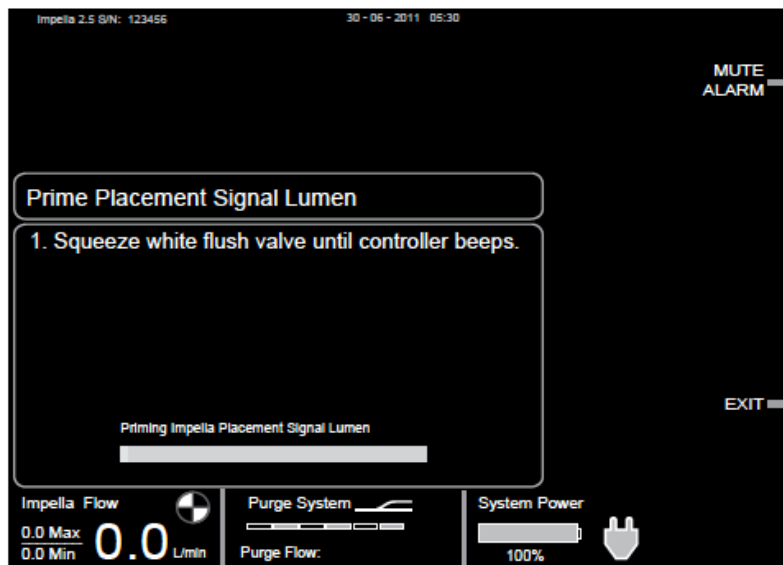 Impella 2.5 S/N: 123456 30 - 06 - 2011 05:30
MUTE
ALARM
Prime Placement Signal Lumen
1. Squeeze white flush valve until controller beeps.
EXIT
Priming Impella Placement Signal Lumen
Impella Flow
0.0 Max
0.0 Min
0.0 L/min
Purge System
Purge Flow:
System Power
100%